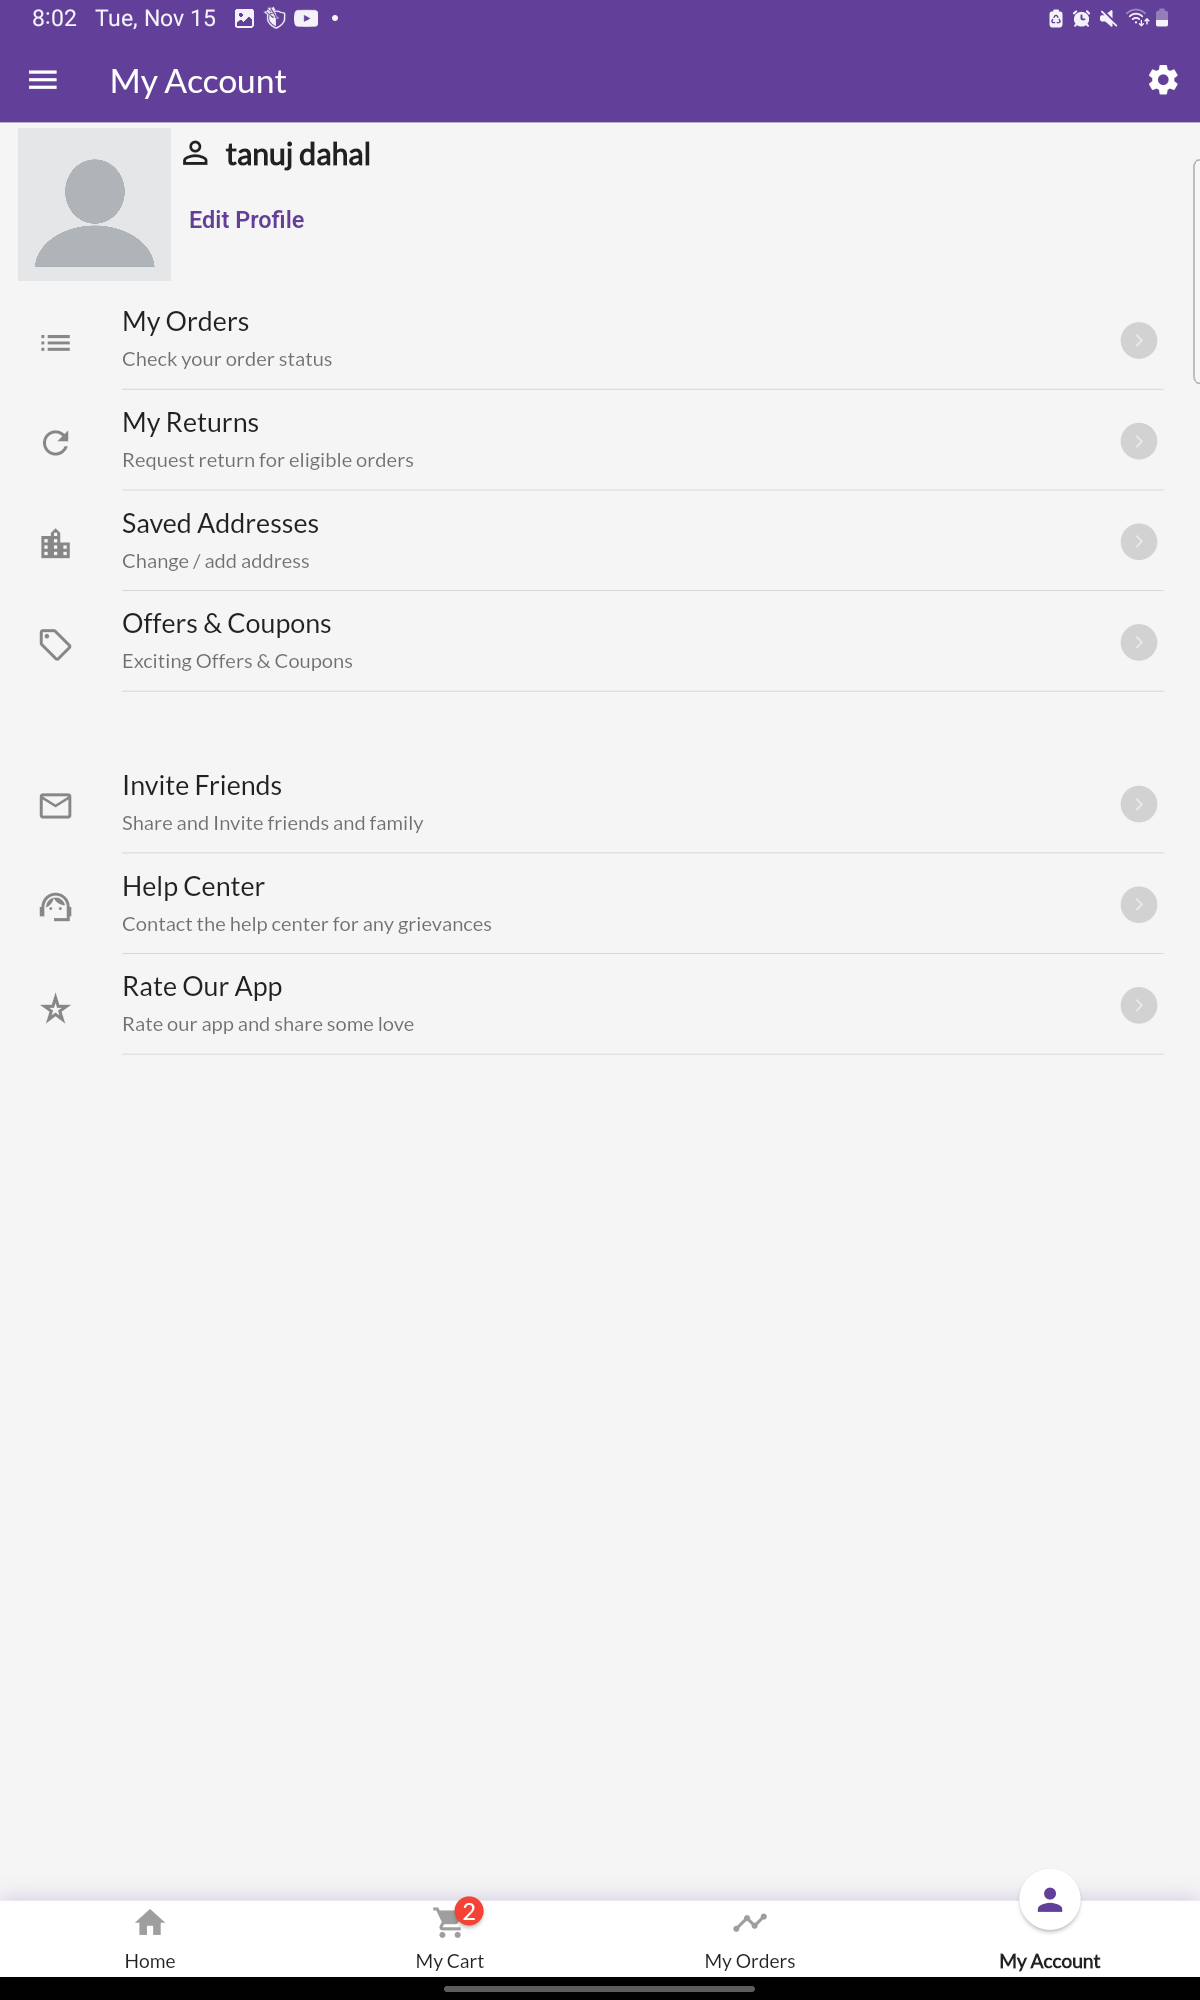 8:02 Tue, Nov 15
My Account
tanuj dahal
Edit Profile
My Orders
Check your order status
My Returns
Request return for eligible orders
Saved Addresses
Change / add address
Offers & Coupons
Exciting Offers & Coupons
Invite Friends
Share and Invite friends and family
Help Center
Contact the help center for any grievances
Rate Our App
Rate our app and share some love
2
Home
My Cart
My Orders
My Account